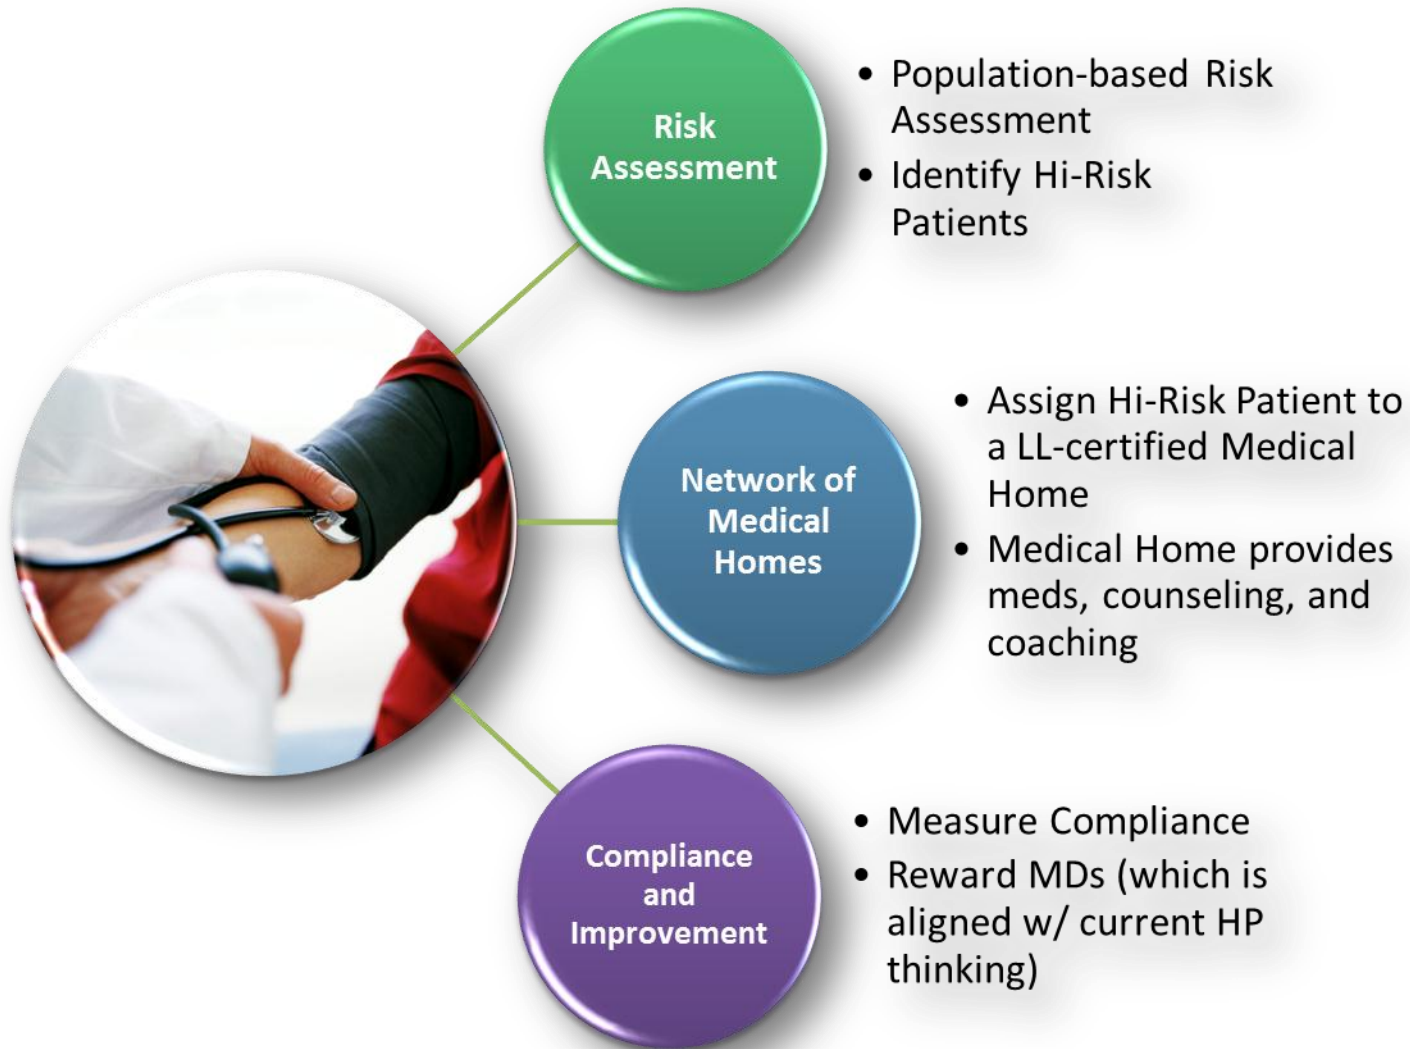 Risk
Assessment
• Population-based Risk
Assessment
• Identify Hi-Risk
Patients
Network of
Medical
Homes
• Assign Hi-Risk Patient to
a LL-certified Medical
Home
• Medical Home provides
meds, counseling, and
coaching
Compliance
and
Improvement
• Measure Compliance
• Reward MDs (which is
aligned w/ current HP
thinking)